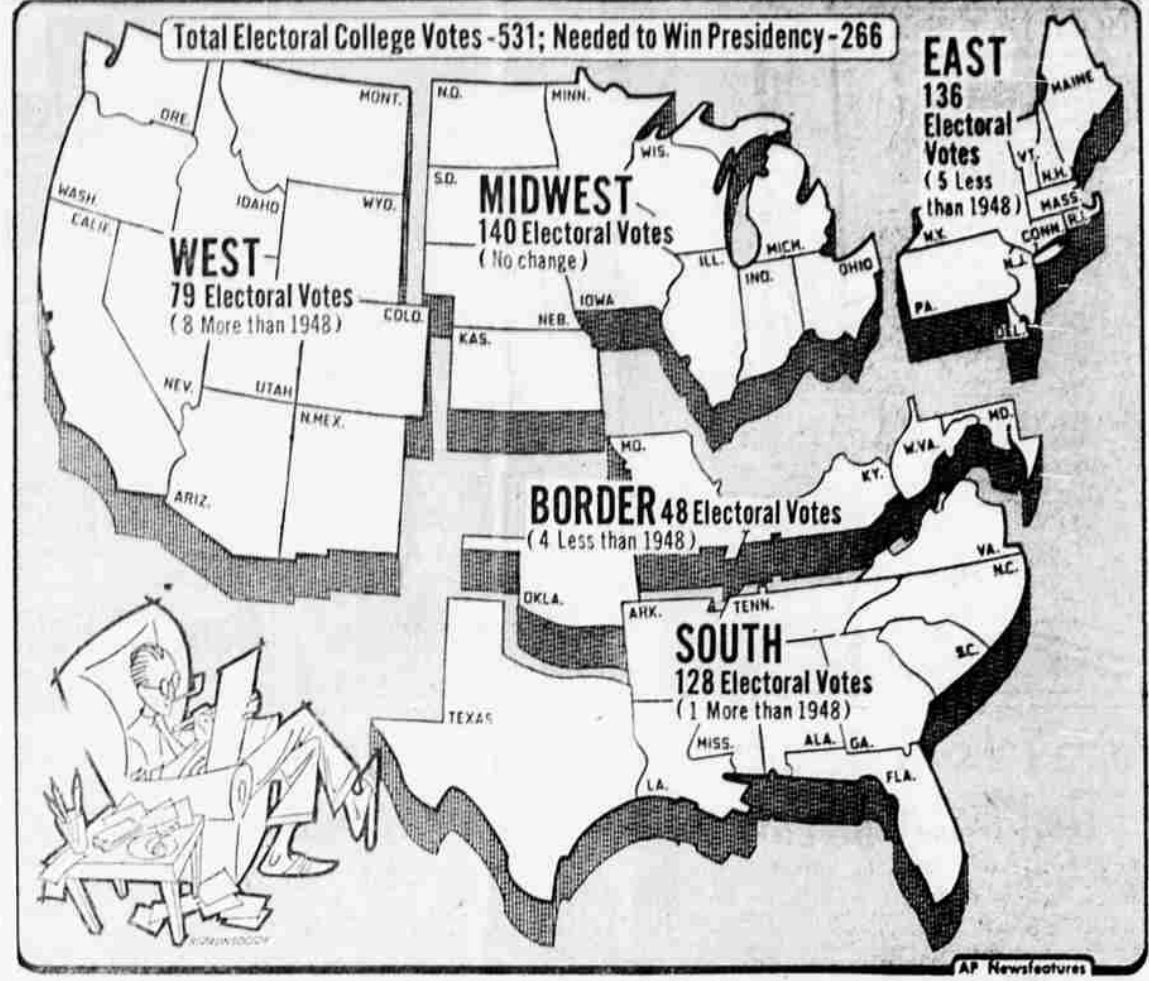 Total Electoral College Votes-531; Needed to Win Presidency-266
EAST
136
Electoral
Votes
(5 Less
than 1948)
MAINE
VT.
N.H.
MASS.
CONN.
R.I.
N.Y.
N.J.
PA.
DEL.
WEST
79 Electoral Votes
(8 More than 1948)
ORE.
WASH.
CALIF.
IDAHO
MONT.
WYO.
COLO.
NEV.
UTAH
N.MEX.
ARIZ.
MIDWEST
140 Electoral Votes
(No change)
N.D.
MINN.
S.D.
WIS.
MICH.
ILL.
IND.
OHIO
IOWA
NEB.
KAS.
BORDER 48 Electoral Votes
(4 Less than 1948)
MO.
KY.
W.VA.
MD.
OKLA.
SOUTH
128 Electoral Votes
(1 More than 1948)
VA.
N.C.
ARK.
TENN.
S.C.
TEXAS
MISS.
ALA.
GA.
LA.
FLA.
AP Newsfeatures